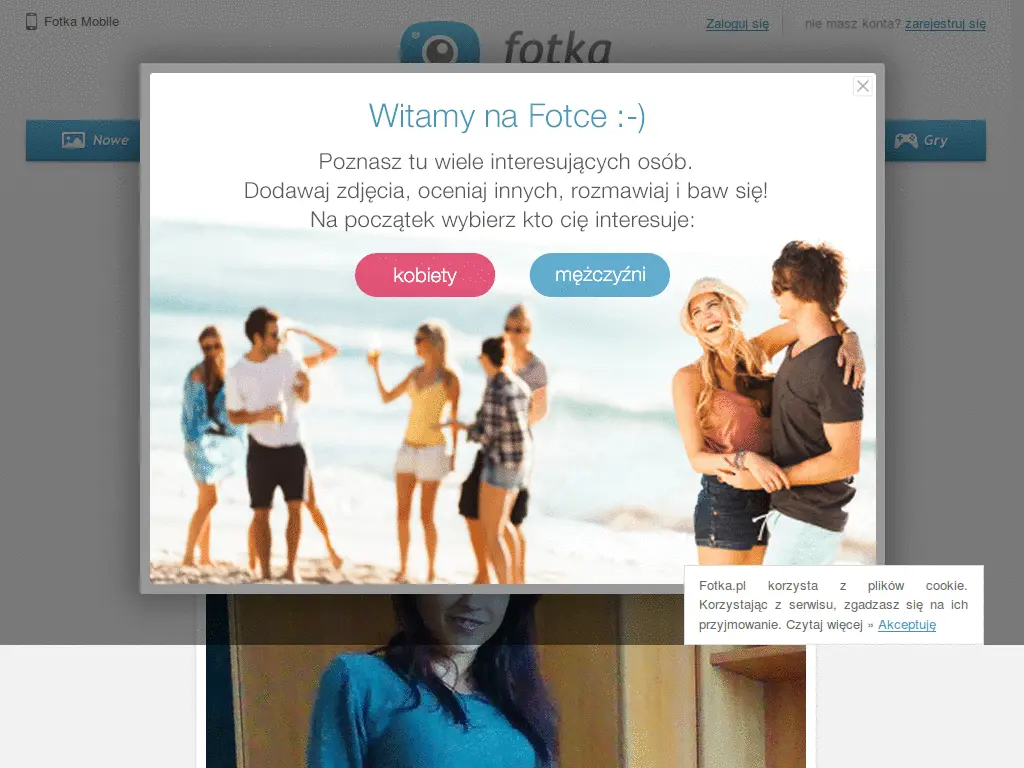 Fotka Mobile
fotka
Zaloguj się
nie masz konta? zarejestruj się
Nowe
Gry
Witamy na Fotce :-)
Poznasz tu wiele interesujących osób.
Dodawaj zdjęcia, oceniaj innych, rozmawiaj i baw się!
Na początek wybierz kto cię interesuje:
kobiety
mężczyźni
Fotka.pl korzysta z plików cookie.
Korzystając z serwisu, zgadzasz się na ich
przyjmowanie. Czytaj więcej » Akceptuję